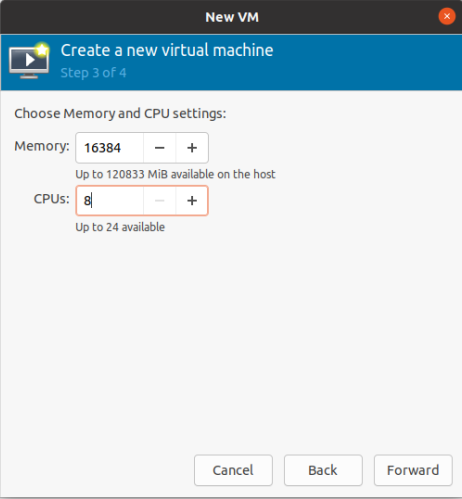 New VM
Create a new virtual machine
Step 3 of 4
Choose Memory and CPU settings:
Memory: 16384 − +
Up to 120833 MiB available on the host
CPUs: 8 − +
Up to 24 available
Cancel Back Forward